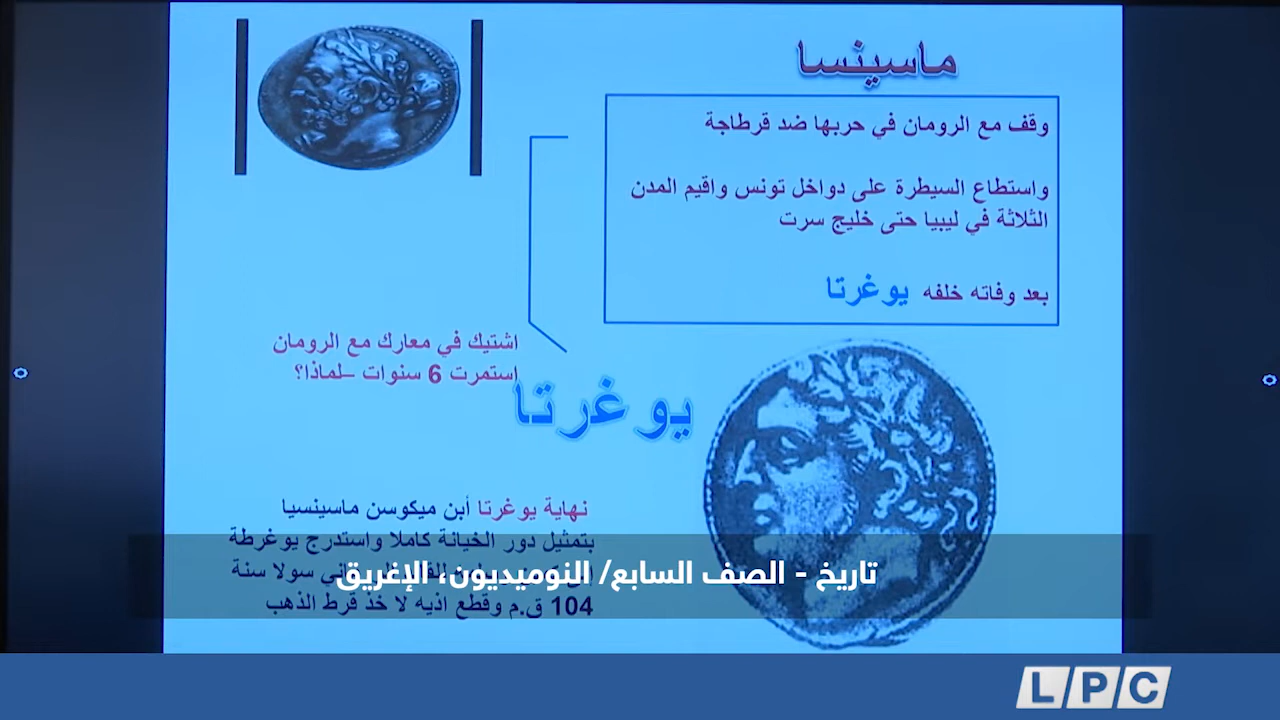 ماسينسا
وقف مع الرومان في حربها ضد قرطاجة
واستطاع السيطرة على دواخل تونس واقيم المدن
الثلاثة في ليبيا حتى خليج سرت
بعد وفاته خلفه يوغرتا
اشتيك في معارك مع الرومان
استمرت 6 سنوات –لماذا؟
يوغرتا
نهاية يوغرتا أبن ميكوسن ماسينسيا
بتمثيل دور الخيانة كاملا واستدرج يوغرطة
سولا سنة
104 ق.م وقطع اذيه لا خذ قرط الذهب
تاريخ - الصف السابع/ النوميديون، الإغريق
LPC